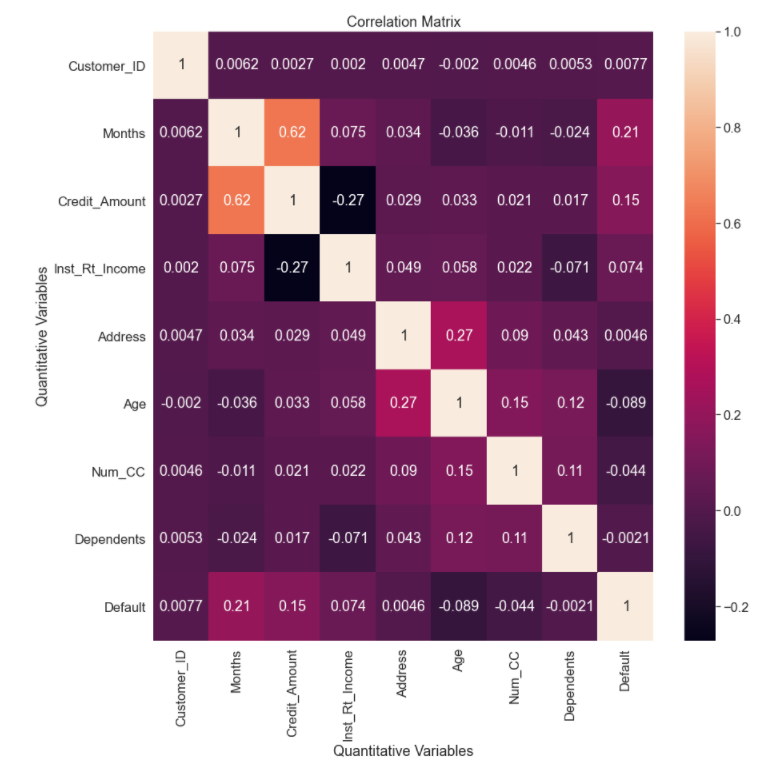 Correlation Matrix
Customer_ID 1 0.0062 0.0027 0.002 0.0047 -0.002 0.0046 0.0053 0.0077
Months 0.0062 1 0.62 0.075 0.034 -0.036 -0.011 -0.024 0.21
Credit_Amount 0.0027 0.62 1 -0.27 0.029 0.033 0.021 0.017 0.15
Inst_Rt_Income 0.002 0.075 -0.27 1 0.049 0.058 0.022 -0.071 0.074
Address 0.0047 0.034 0.029 0.049 1 0.27 0.09 0.043 0.0046
Age -0.002 -0.036 0.033 0.058 0.27 1 0.15 0.12 -0.089
Num_CC 0.0046 -0.011 0.021 0.022 0.09 0.15 1 0.11 -0.044
Dependents 0.0053 -0.024 0.017 -0.071 0.043 0.12 0.11 1 -0.0021
Default 0.0077 0.21 0.15 0.074 0.0046 -0.089 -0.044 -0.0021 1
Quantitative Variables
Customer_ID
Months
Credit_Amount
Inst_Rt_Income
Address
Age
Num_CC
Dependents
Default
Quantitative Variables
1.0
0.8
0.6
0.4
0.2
0.0
−0.2